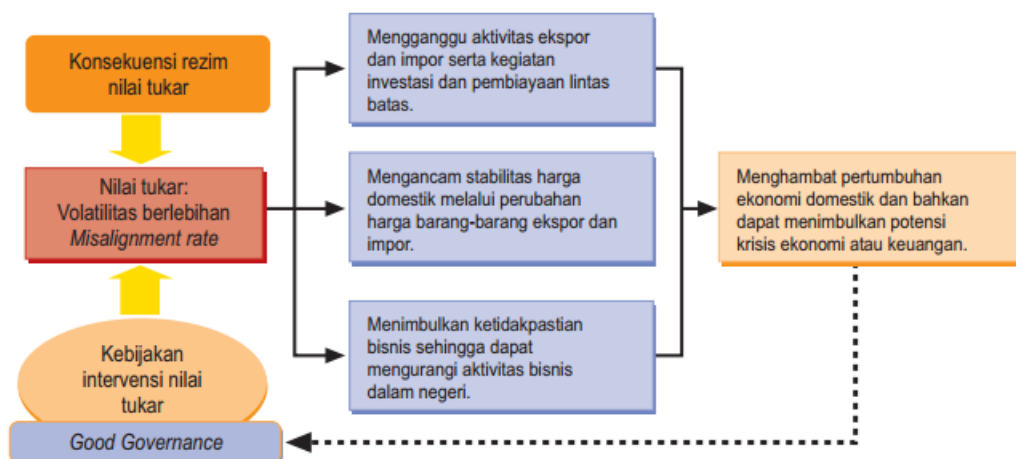 Konsekuensi rezim
nilai tukar
Nilai tukar:
Volatilitas berlebihan
Misalignment rate
Kebijakan
intervensi nilai
tukar
Good Governance
Mengganggu aktivitas ekspor
dan impor serta kegiatan
investasi dan pembiayaan lintas
batas.
Mengancam stabilitas harga
domestik melalui perubahan
harga barang-barang ekspor dan
impor.
Menimbulkan ketidakpastian
bisnis sehingga dapat
mengurangi aktivitas bisnis
dalam negeri.
Menghambat pertumbuhan
ekonomi domestik dan bahkan
dapat menimbulkan potensi
krisis ekonomi atau keuangan.